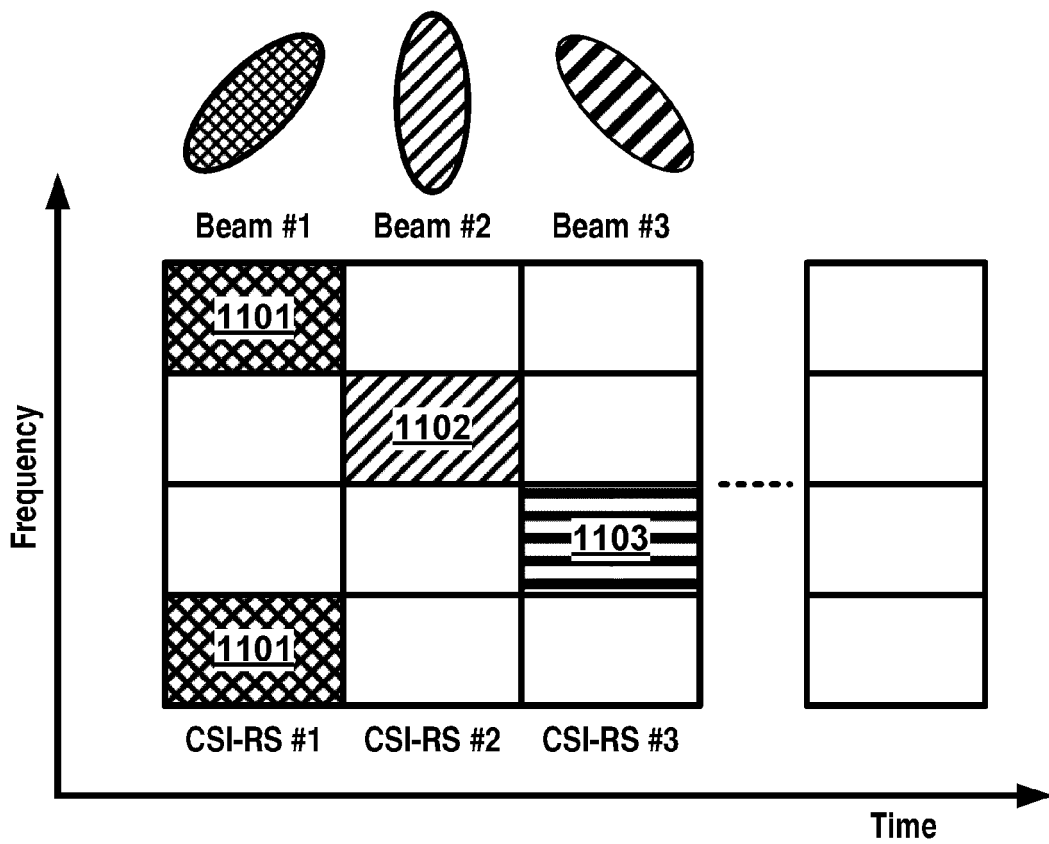 Beam #1 Beam #2 Beam #3
1101
1102
1103
1101
CSI-RS #1 CSI-RS #2 CSI-RS #3
Frequency
Time